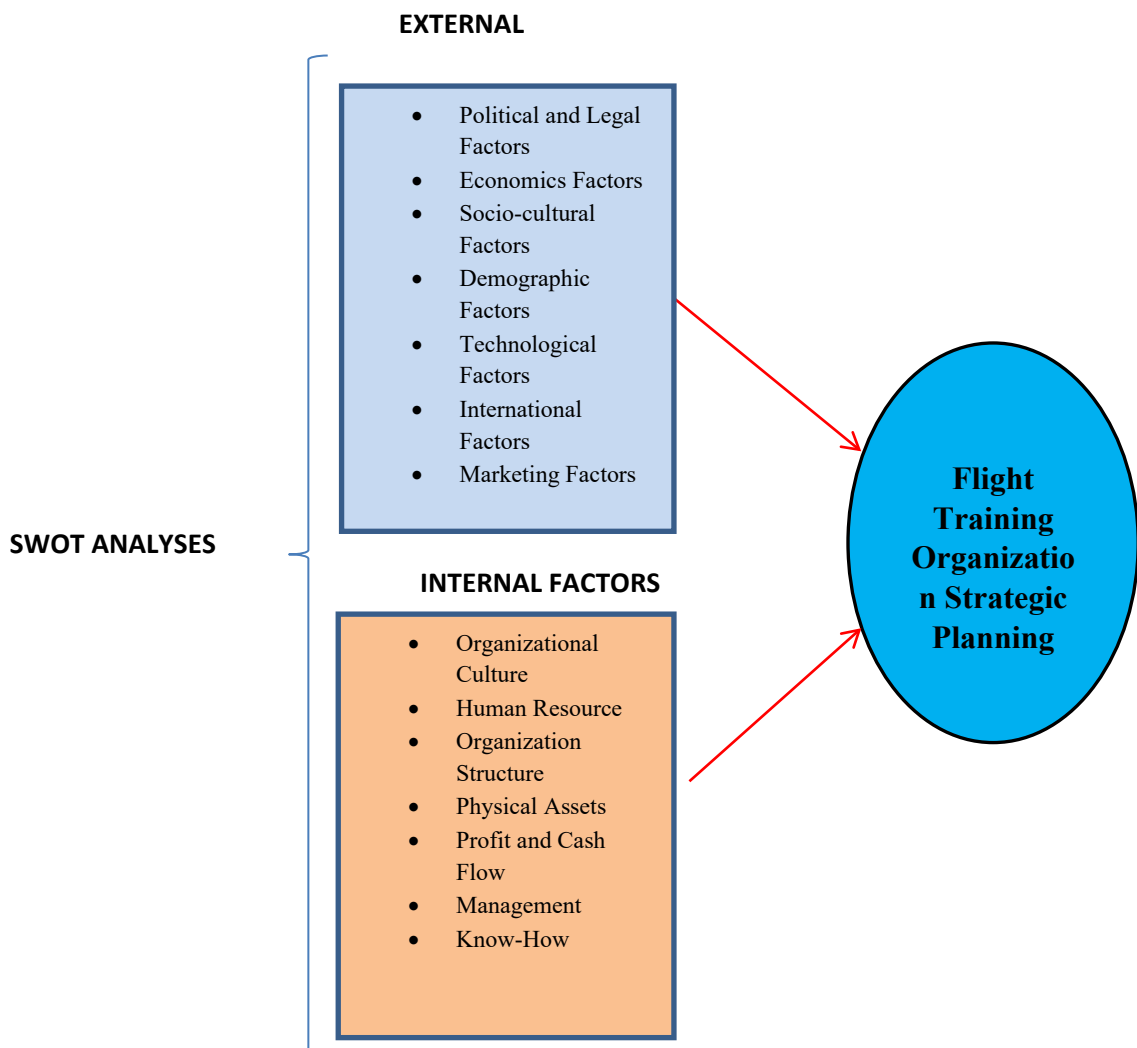 EXTERNAL
• Political and Legal
Factors
• Economics Factors
• Socio-cultural
Factors
• Demographic
Factors
• Technological
Factors
• International
Factors
• Marketing Factors
SWOT ANALYSES
INTERNAL FACTORS
• Organizational
Culture
• Human Resource
• Organization
Structure
• Physical Assets
• Profit and Cash
Flow
• Management
• Know-How
Flight
Training
Organizatio
n Strategic
Planning